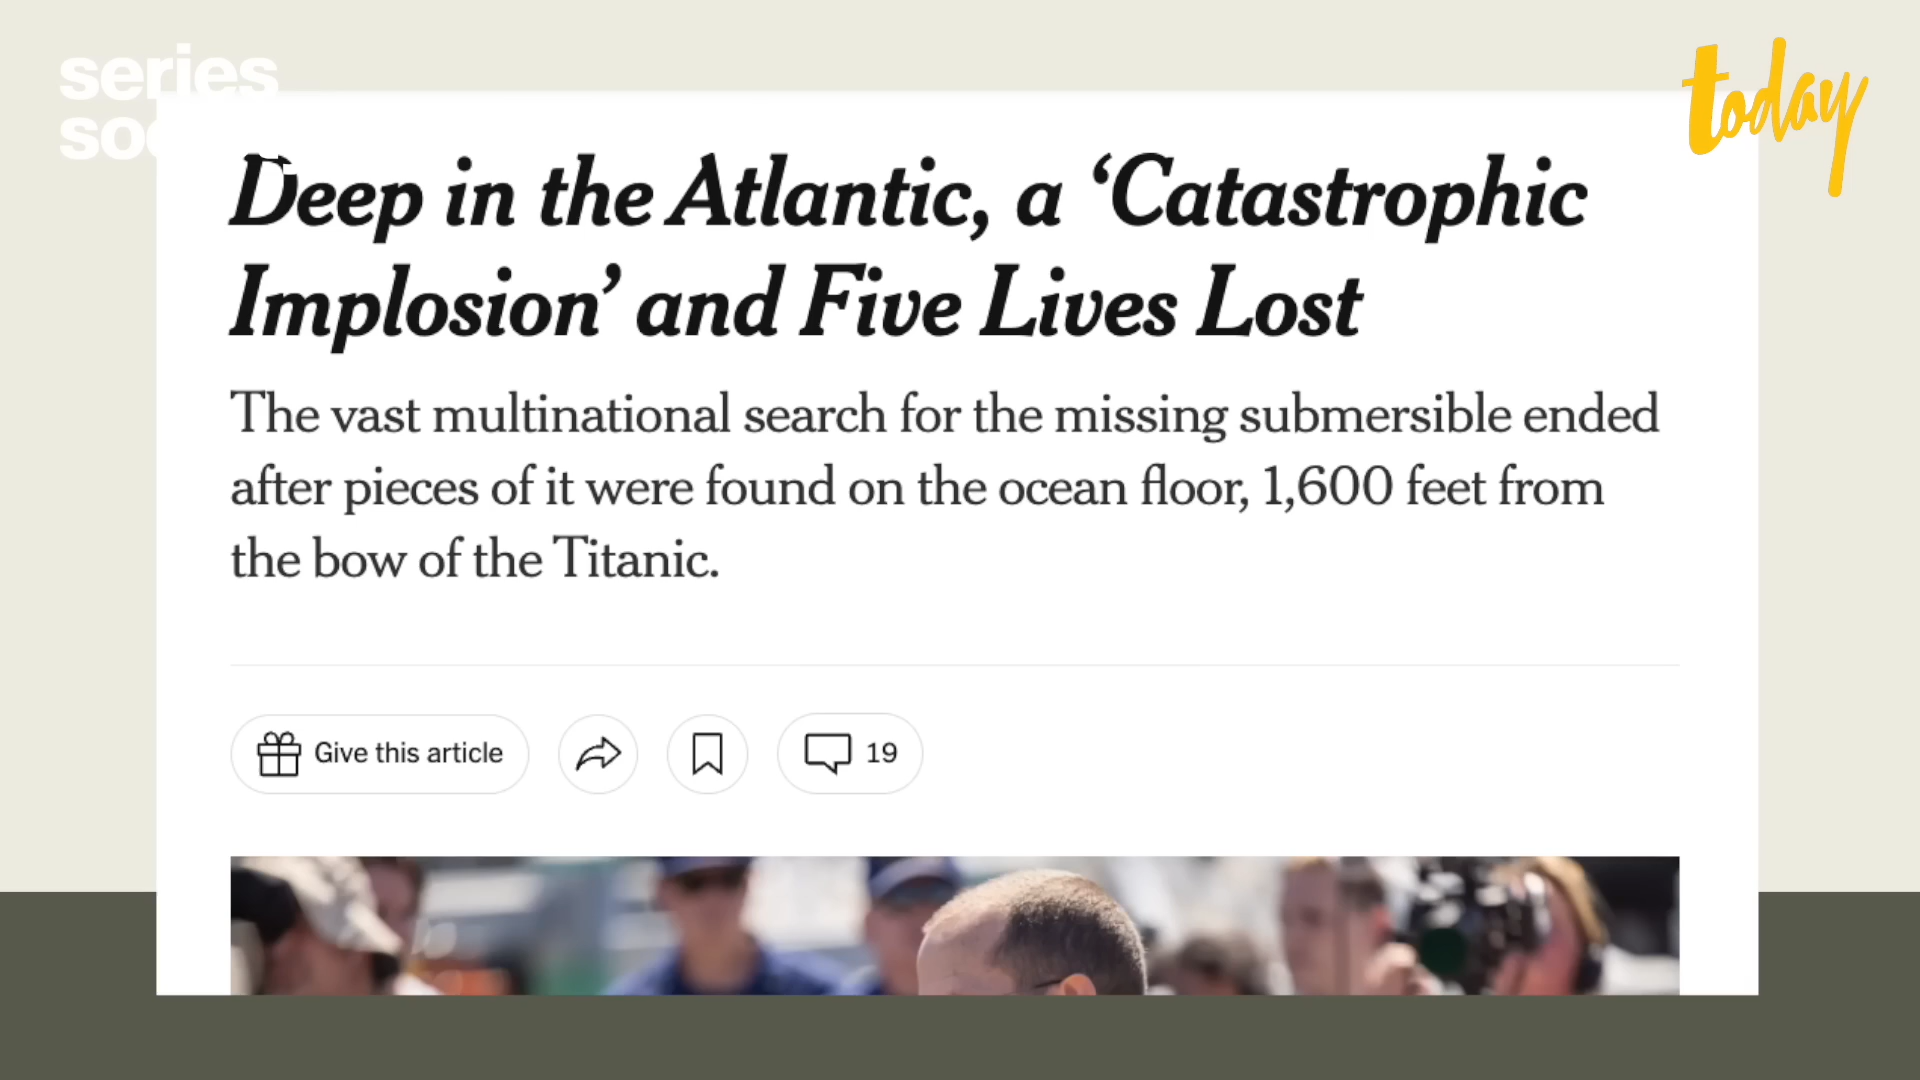 series
soc
today
Deep in the Atlantic, a ‘Catastrophic
Implosion’ and Five Lives Lost
The vast multinational search for the missing submersible ended
after pieces of it were found on the ocean floor, 1,600 feet from
the bow of the Titanic.
Give this article
19